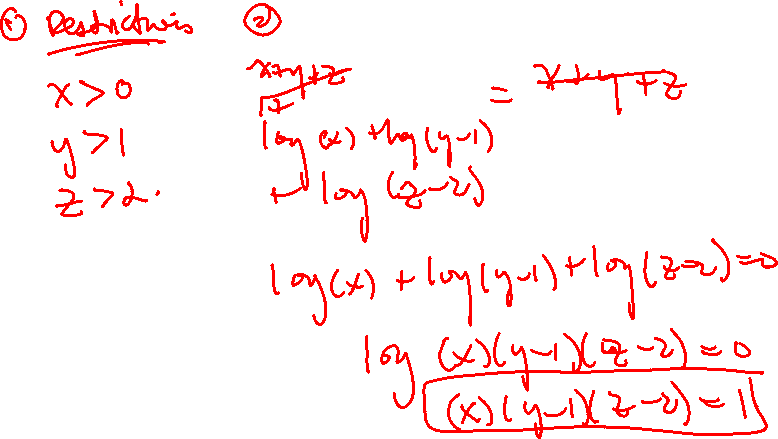 ① Restrictions
x > 0
y > 1
z > 2.
②
x+y+z = x+y+z
log(x) + log(y-1)
+ log(z-2)
log(x) + log(y-1) + log(z-2) = 0
log (x)(y-1)(z-2) = 0
(x)(y-1)(z-2) = 1